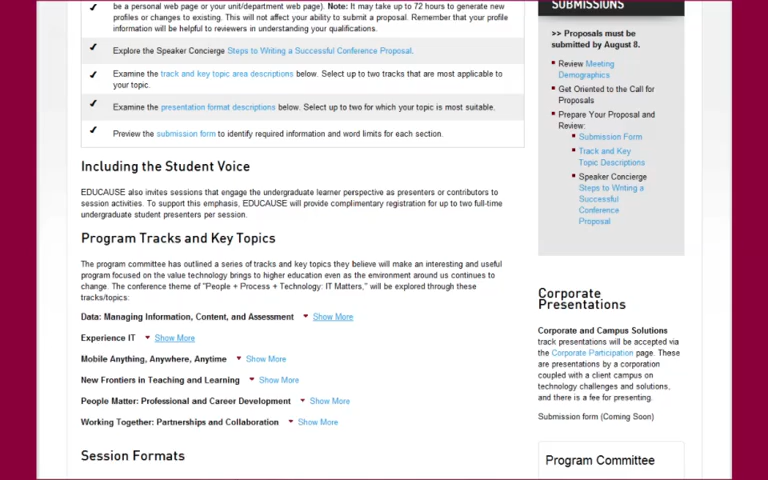 be a personal web page or your unit/department web page). Note: It may take up to 72 hours to generate new
profiles or changes to existing. This will not affect your ability to submit a proposal. Remember that your profile
information will be helpful to reviewers in understanding your qualifications.
Explore the Speaker Concierge Steps to Writing a Successful Conference Proposal.
Examine the track and key topic area descriptions below. Select up to two tracks that are most applicable to
your topic.
Examine the presentation format descriptions below. Select up to two for which your topic is most suitable.
Preview the submission form to identify required information and word limits for each section.
Including the Student Voice
EDUCAUSE also invites sessions that engage the undergraduate learner perspective as presenters or contributors to
session activities. To support this emphasis, EDUCAUSE will provide complimentary registration for up to two full-time
undergraduate student presenters per session.
Program Tracks and Key Topics
The program committee has outlined a series of tracks and key topics they believe will make an interesting and useful
program focused on the value technology brings to higher education even as the environment around us continues to
change. The conference theme of "People + Process + Technology: IT Matters," will be explored through these
tracks/topics:
Data: Managing Information, Content, and Assessment Show More
Experience IT Show More
Mobile Anything, Anywhere, Anytime Show More
New Frontiers in Teaching and Learning Show More
People Matter: Professional and Career Development Show More
Working Together: Partnerships and Collaboration Show More
Session Formats
SUBMISSIONS
>> Proposals must be
submitted by August 8.
Review Meeting
Demographics
Get Oriented to the Call for
Proposals
Prepare Your Proposal and
Review:
Submission Form
Track and Key
Topic Descriptions
Speaker Concierge
Steps to Writing a
Successful
Conference
Proposal
Corporate
Presentations
Corporate and Campus Solutions
track presentations will be accepted via
the Corporate Participation page. These
are presentations by a corporation
coupled with a client campus on
technology challenges and solutions,
and there is a fee for presenting.
Submission form (Coming Soon)
Program Committee